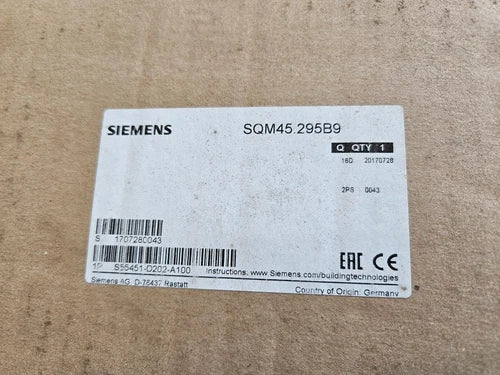 SIEMENS SQM45.295B9
Q QTY 1
16D 20170728
2PS 0043
S 1707280043
1P S55451-D202-A100
Instructions: www.Siemens.com/buildingtechnologies
EAC CE
Siemens AG, D-76437 Rastatt
Country of Origin: Germany